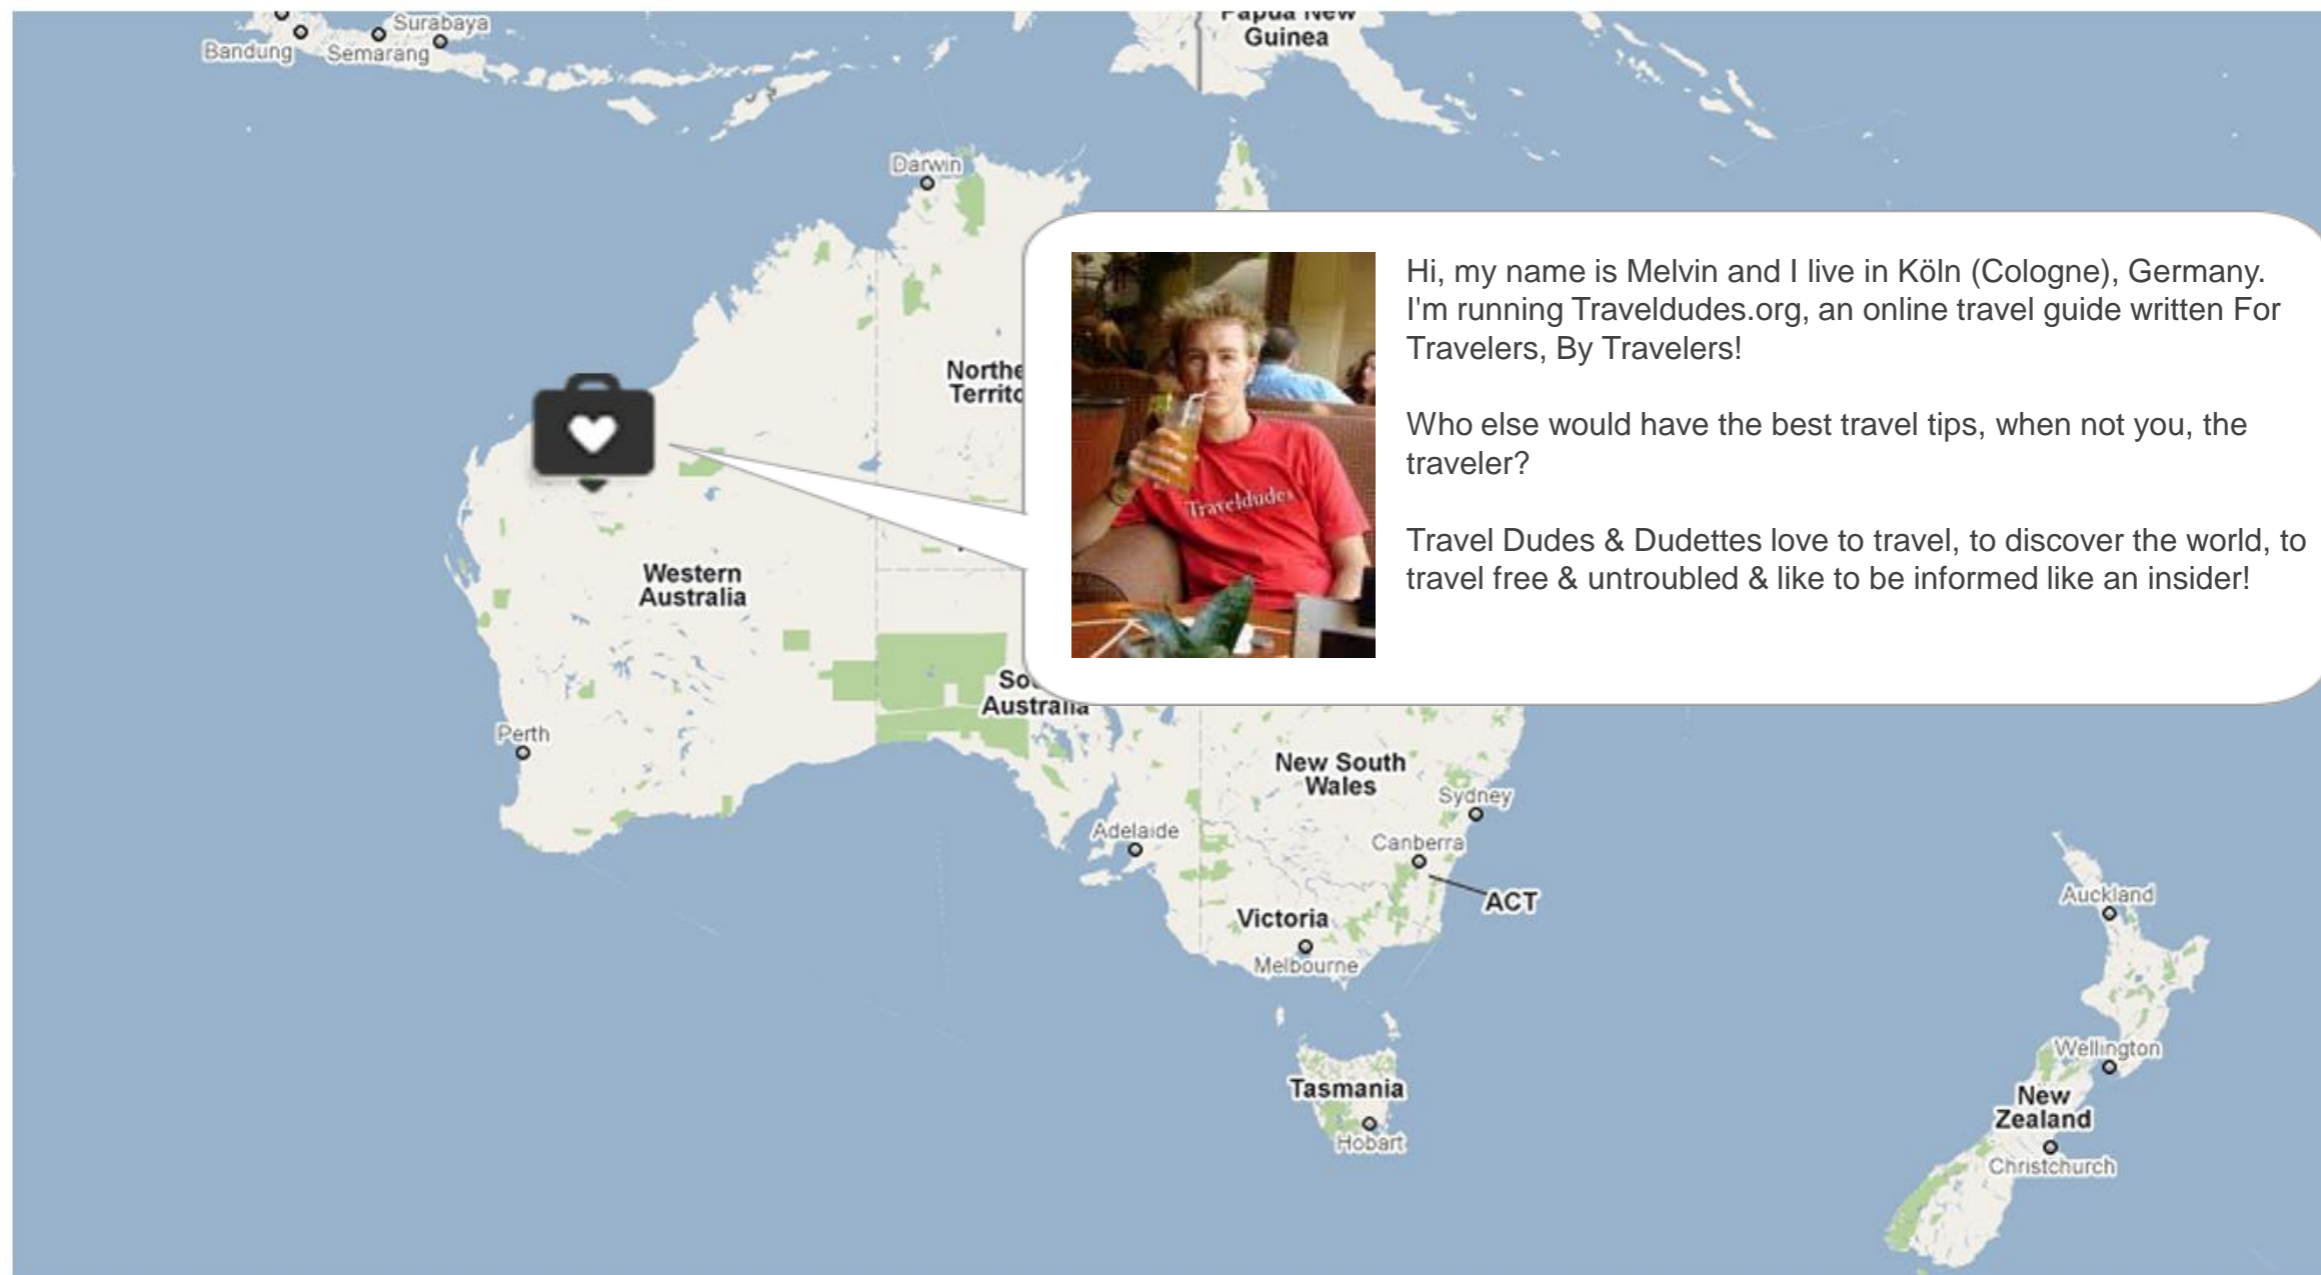 Surabaya
Bandung
Semarang
Papua New
Guinea
Darwin
Hi, my name is Melvin and I live in Köln (Cologne), Germany.
I'm running Traveldudes.org, an online travel guide written For
Travelers, By Travelers!
Who else would have the best travel tips, when not you, the
traveler?
Travel Dudes & Dudettes love to travel, to discover the world, to
travel free & untroubled & like to be informed like an insider!
Traveldudes
Northe
Territo
Western
Australia
So
Australia
Perth
New South
Wales
Sydney
Adelaide
Canberra
ACT
Victoria
Melbourne
Auckland
Wellington
Tasmania
Hobart
New
Zealand
Christchurch